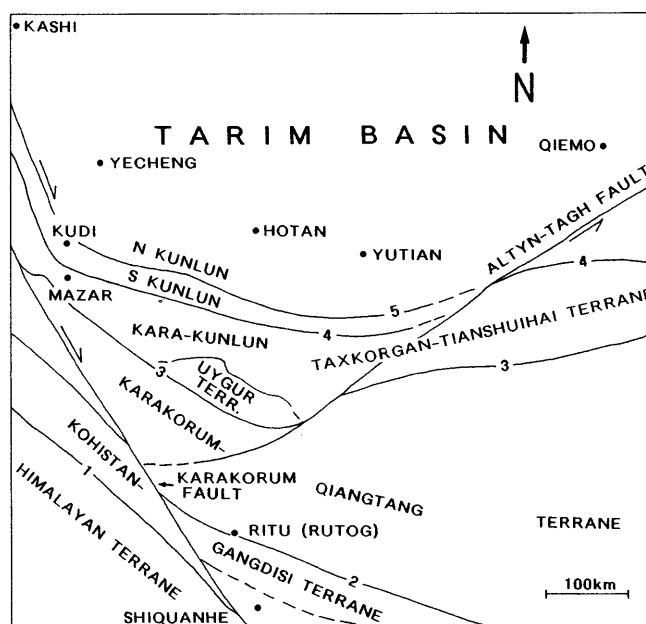 KASHI
N
TARIM BASIN
QIEMO
YECHENG
ALTYN-TAGH FAULT
KUDI
HOTAN
N KUNLUN
YUTIAN
S KUNLUN
4
MAZAR
5
4
TAXKORGAN-TIANSHUIHAI TERRANE
KARA-KUNLUN
3
3
UYGUR
TERR.
KARAKORUM-
KOHISTAN-
1
KARAKORUM
FAULT
QIANGTANG
TERRANE
HIMALAYAN TERRANE
RITU (RUTOG)
GANGDISI TERRANE
2
100km
SHIQUANHE